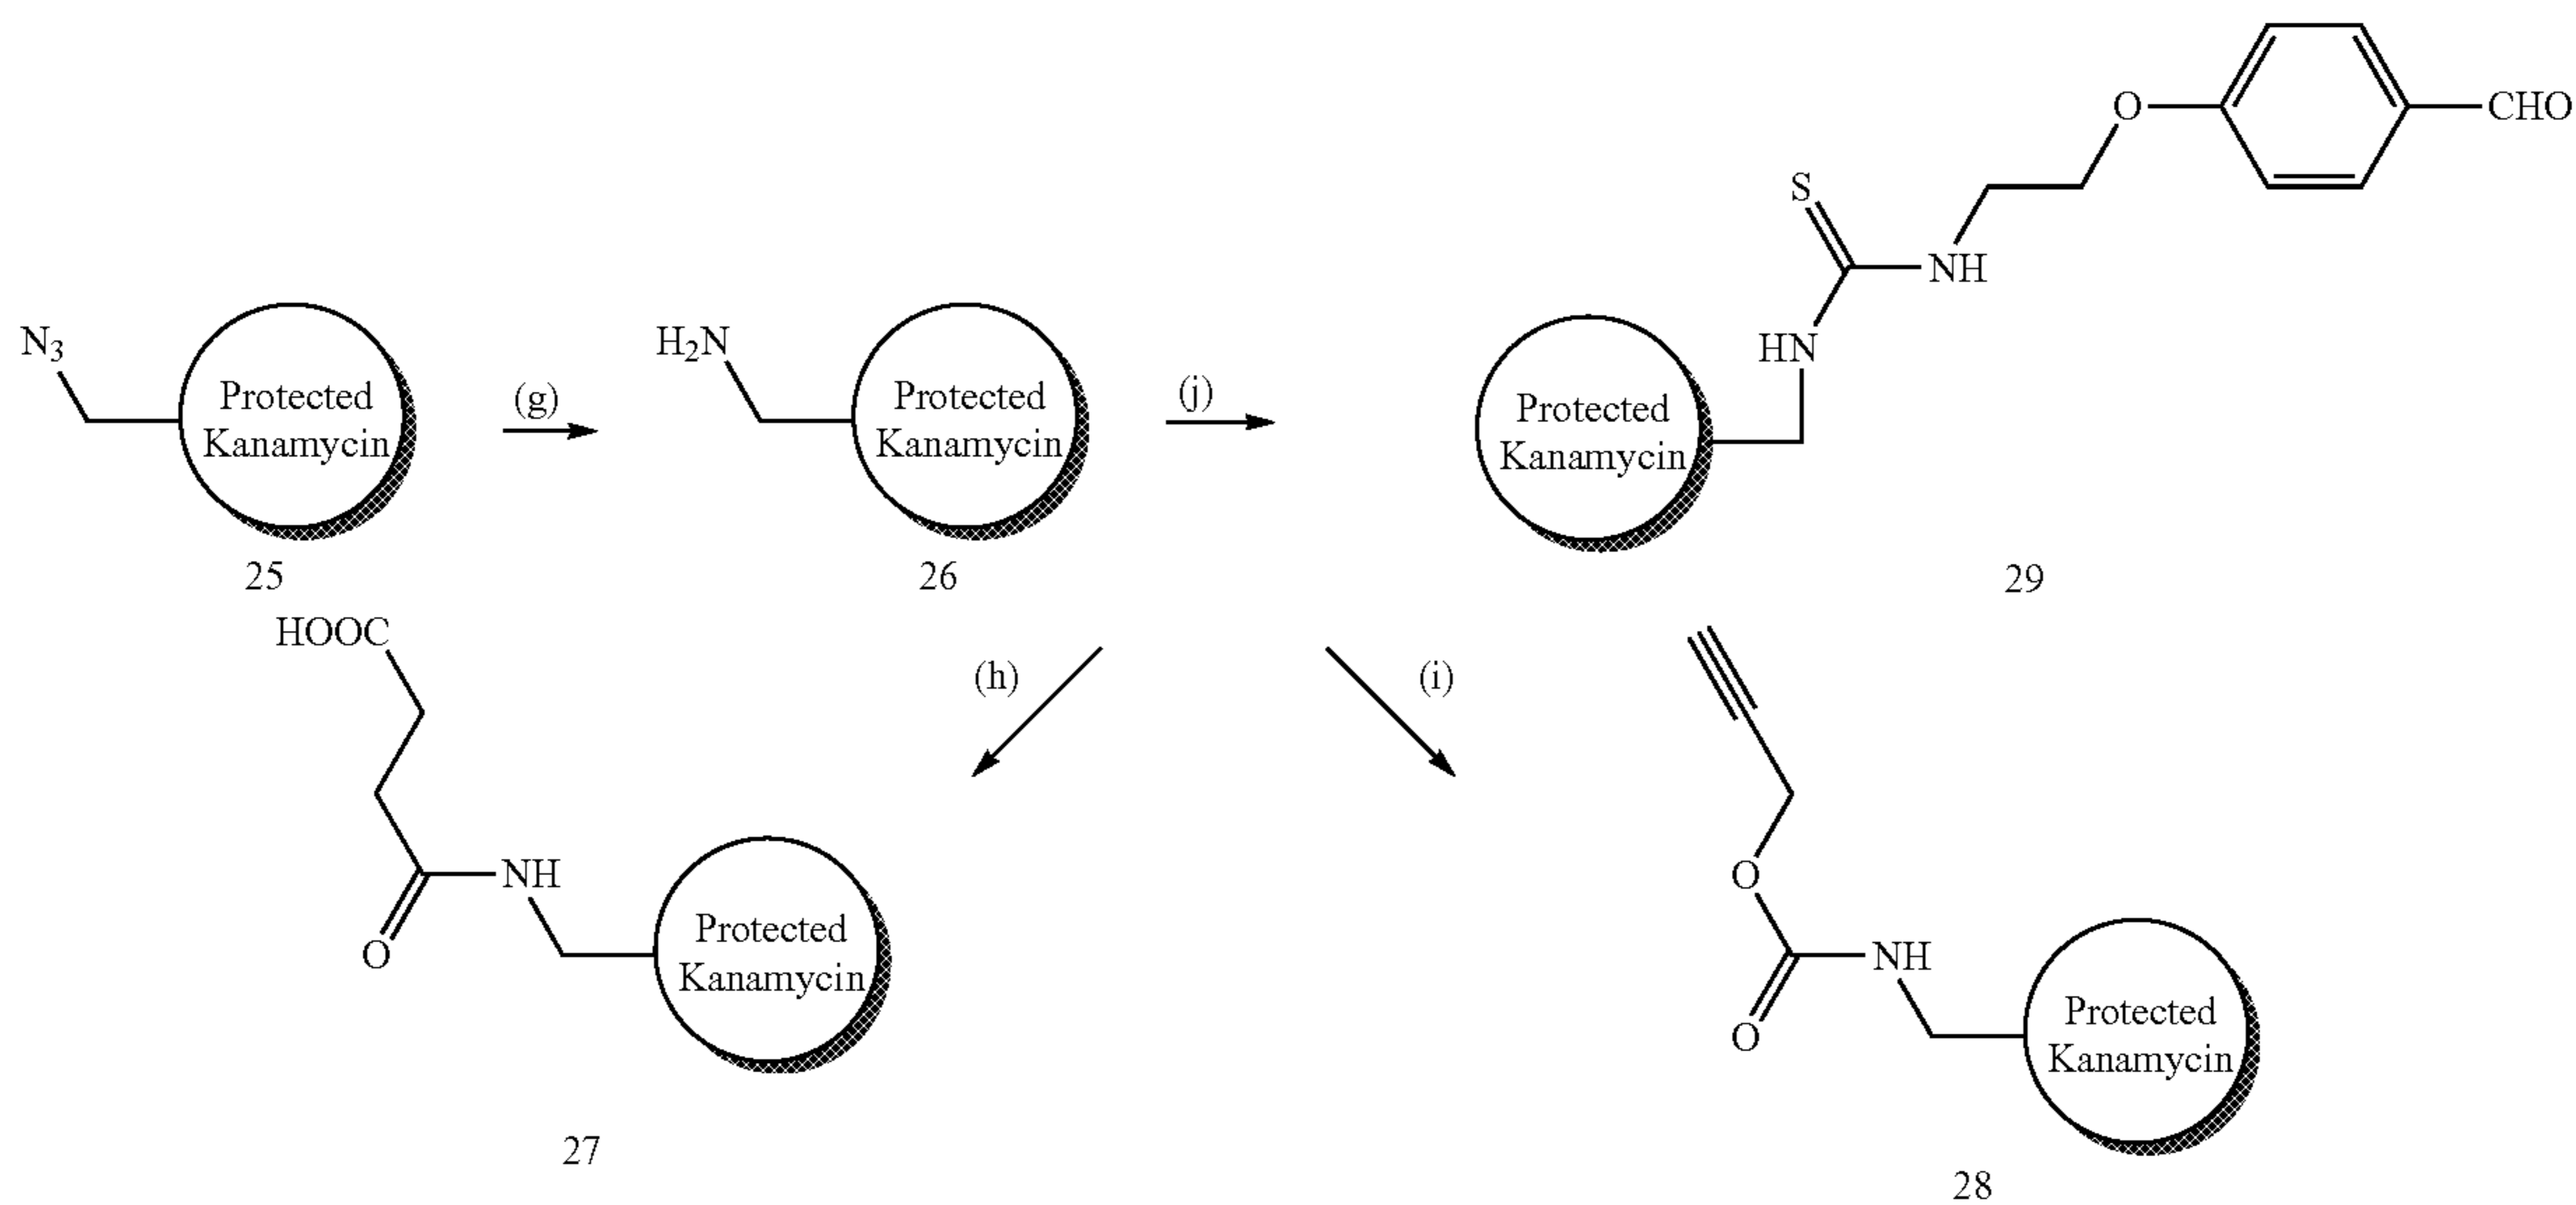 CHO
O
S
NH
HN
N3
Protected
Kanamycin
(g)
H2N
Protected
Kanamycin
(j)
Protected
Kanamycin
25
26
29
HOOC
(h)
(i)
O
NH
O
Protected
Kanamycin
O
NH
O
Protected
Kanamycin
27
28